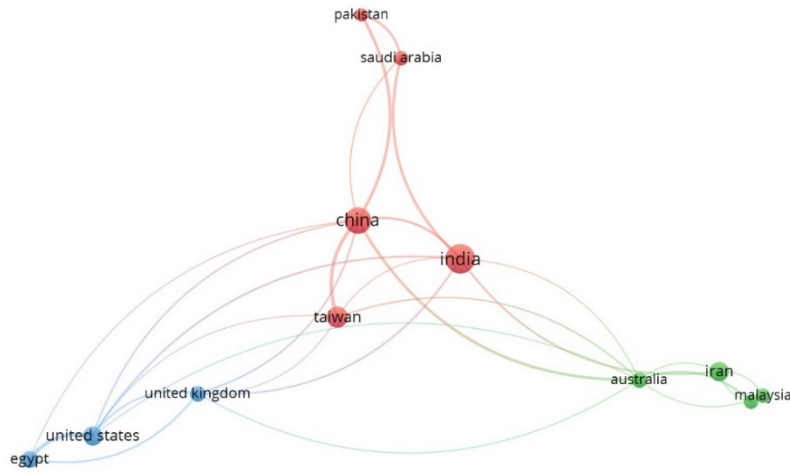 pakistan
saudi arabia
china
india
taiwan
iran
australia
malaysia
united kingdom
united states
egypt